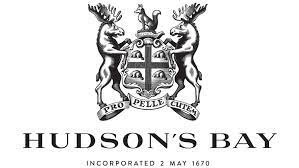 PRO PELLE CUTEM
HUDSON'S BAY
INCORPORATED 2 MAY 1670